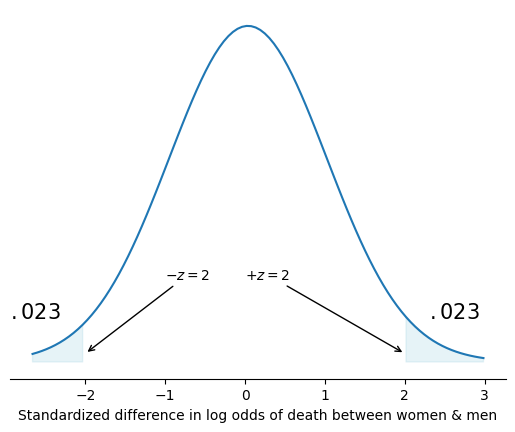 −z = 2
+z = 2
.023
.023
−2
−1
0
1
2
3
Standardized difference in log odds of death between women & men